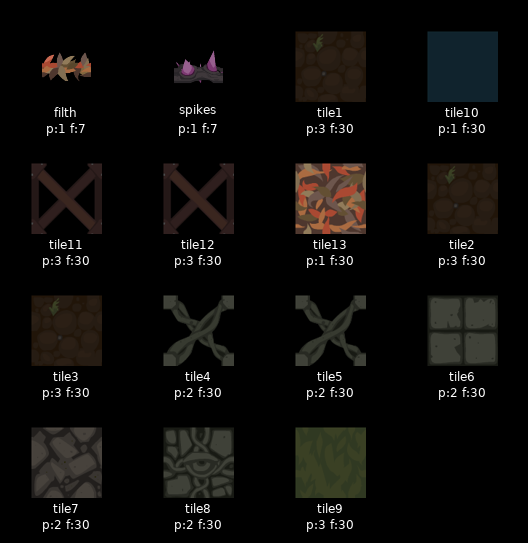 filth
p:1 f:7
spikes
p:1 f:7
tile1
p:3 f:30
tile10
p:1 f:30
tile11
p:3 f:30
tile12
p:3 f:30
tile13
p:1 f:30
tile2
p:3 f:30
tile3
p:3 f:30
tile4
p:2 f:30
tile5
p:2 f:30
tile6
p:2 f:30
tile7
p:2 f:30
tile8
p:2 f:30
tile9
p:3 f:30